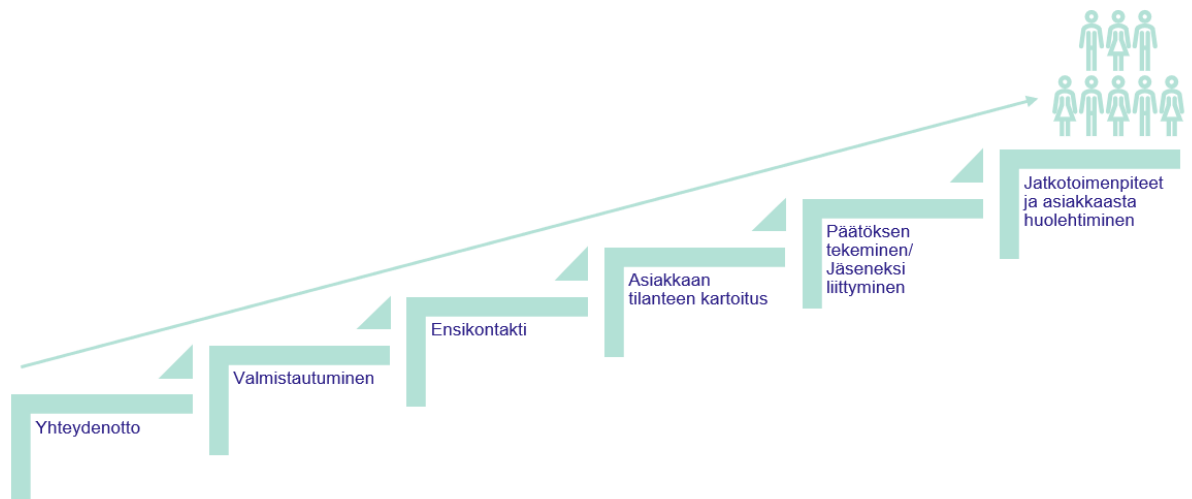 Yhteydenotto
Valmistautuminen
Ensikontakti
Asiakkaan
tilanteen kartoitus
Päätöksen
tekeminen/
Jäseneksi
liittyminen
Jatkotoimenpiteet
ja asiakkaasta
huolehtiminen